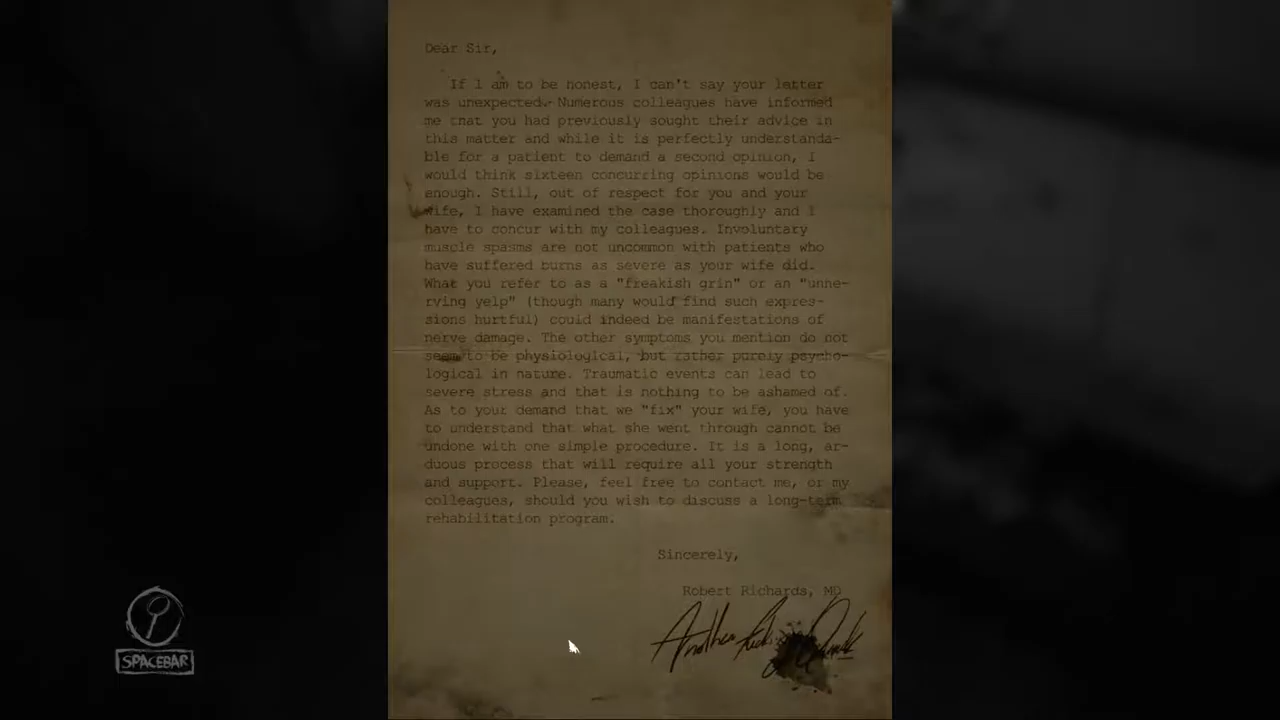 Dear Sir,
If I am to be honest, I can't say your letter
was unexpected. Numerous colleagues have informed
me that you had previously sought their advice in
this matter and while it is perfectly understanda-
ble for a patient to demand a second opinion, I
would think sixteen concurring opinions would be
enough. Still, out of respect for you and your
wife, I have examined the case thoroughly and I
have to concur with my colleagues. Involuntary
muscle spasms are not uncommon with patients who
have suffered burns as severe as your wife did.
What you refer to as a "freakish grin" or an "unne-
rving yelp" (though many would find such expres-
sions hurtful) could indeed be manifestations of
nerve damage. The other symptoms you mention do not
seem to be physiological, but rather purely psycho-
logical in nature. Traumatic events can lead to
severe stress and that is nothing to be ashamed of.
As to your demand that we "fix" your wife, you have
to understand that what she went through cannot be
undone with one simple procedure. It is a long, ar-
duous process that will require all your strength
and support. Please, feel free to contact me, or my
colleagues, should you wish to discuss a long-term
rehabilitation program.
Sincerely,
Robert Richards, MD
Another
SPACEBAR